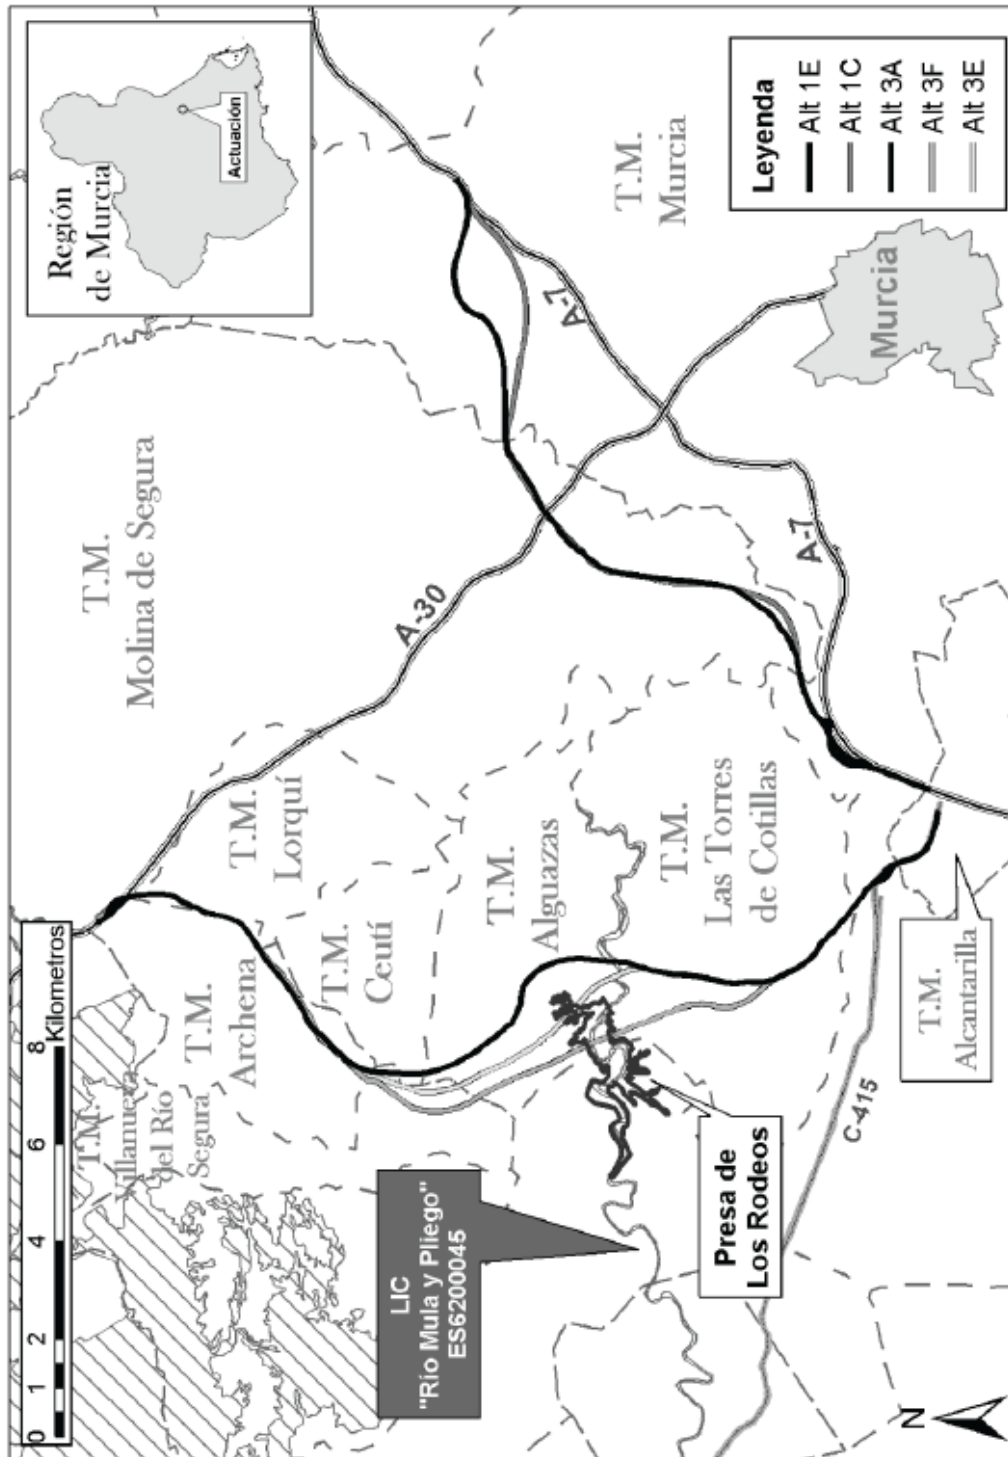 Región
de Murcia
Actuación
Leyenda
Alt 1E
Alt 1C
Alt 3A
Alt 3F
Alt 3E
T.M.
Murcia
Murcia
A-7
A-7
A-30
T.M.
Molina de Segura
T.M.
Lorquí
T.M.
Ceutí
T.M.
Alguazas
T.M.
Las Torres
de Cotillas
T.M.
Archena
T.M.
Villanueva
del Río
Segura
T.M.
Alcantarilla
C-415
Presa de
Los Rodeos
LIC
"Río Mula y Pliego"
ES6200045
0 1 2 4 6 8
Kilometros
N